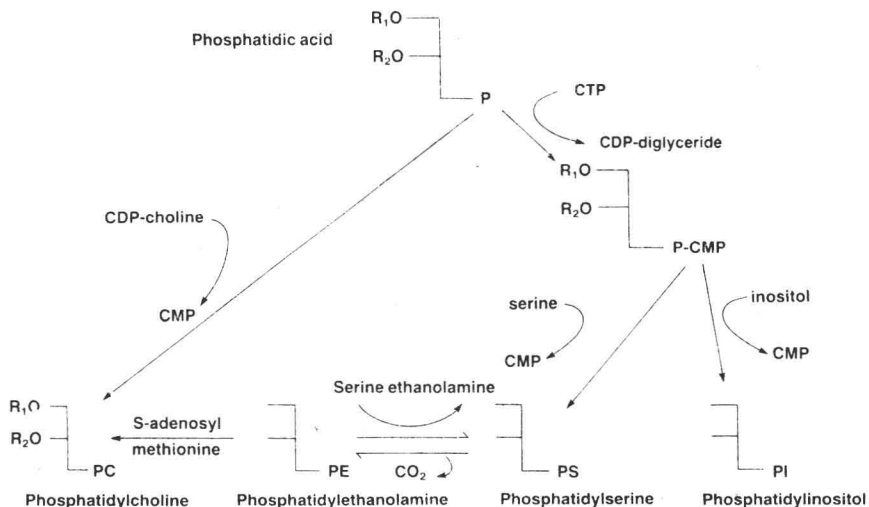 R₁O
Phosphatidic acid
R₂O
P
CTP
CDP-diglyceride
R₁O
R₂O
P-CMP
CDP-choline
CMP
serine
CMP
inositol
CMP
R₁O
R₂O
PC
S-adenosyl
methionine
Serine ethanolamine
PE
CO₂
PS
PI
Phosphatidylcholine
Phosphatidylethanolamine
Phosphatidylserine
Phosphatidylinositol